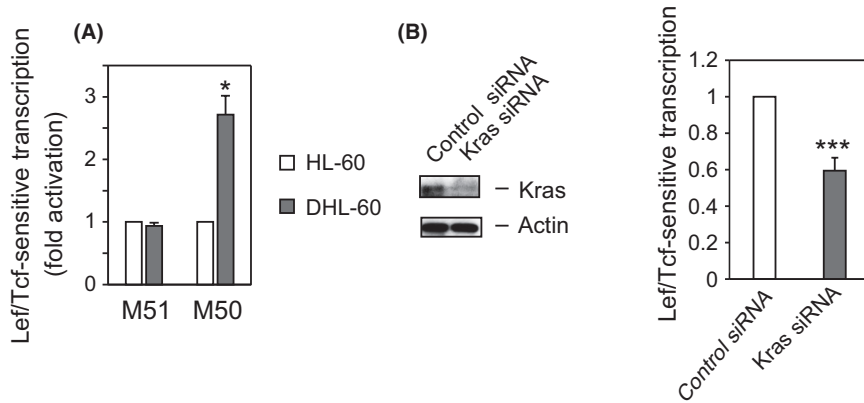 (A)
Lef/Tcf-sensitive transcription
(fold activation)
3
2
1
0
*
M51 M50
HL-60
DHL-60
(B)
Control siRNA
Kras siRNA
– Kras
– Actin
Lef/Tcf-sensitive transcription
1.2
1
0.8
0.6
0.4
0.2
0
***
Control siRNA
Kras siRNA